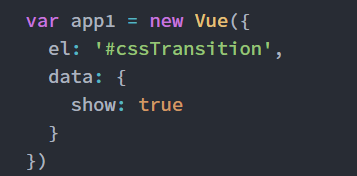 var app1 = new Vue({
  el: '#cssTransition',
  data: {
    show: true
  }
})